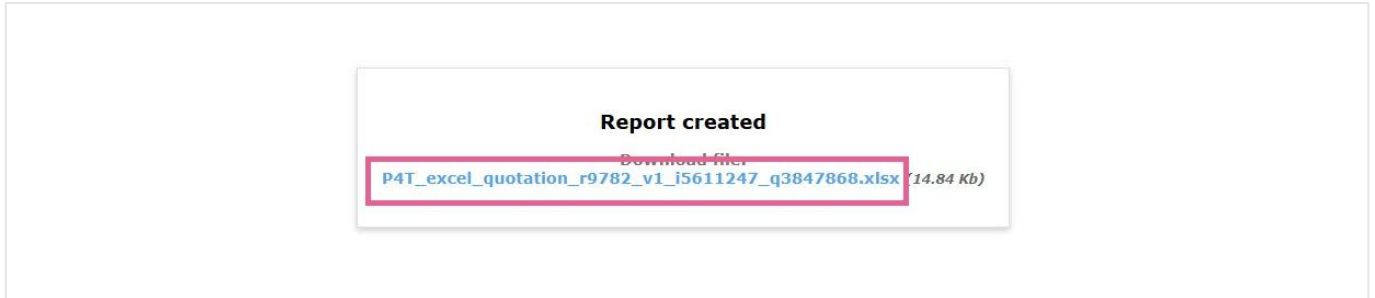 Report created
Download file:
P4T_excel_quotation_r9782_v1_i5611247_q3847868.xlsx (14.84 Kb)